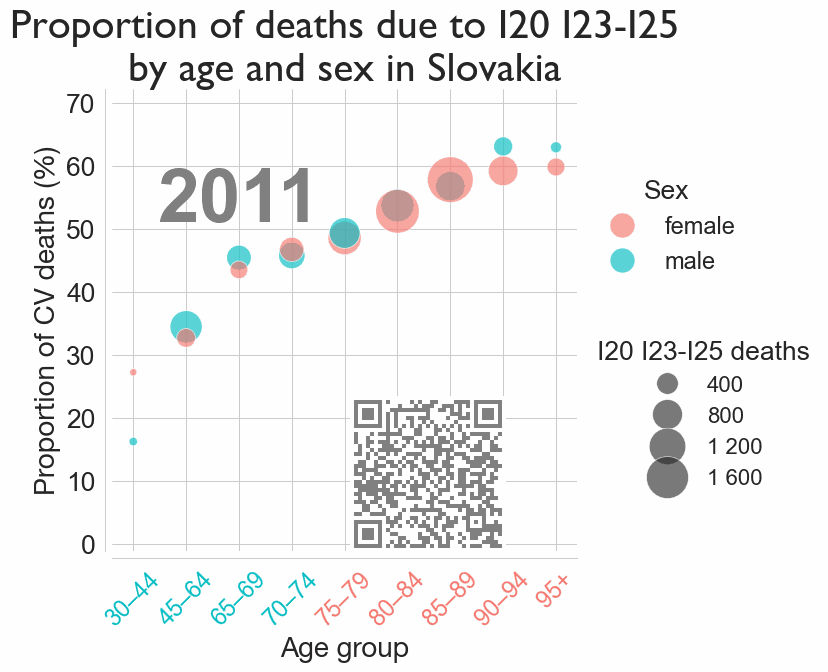 Proportion of deaths due to I20 I23-I25
by age and sex in Slovakia
70
60
50
40
30
20
10
0
Proportion of CV deaths (%)
2011
30–44
45–64
65–69
70–74
75–79
80–84
85–89
90–94
95+
Age group
Sex
female
male
I20 I23-I25 deaths
400
800
1 200
1 600